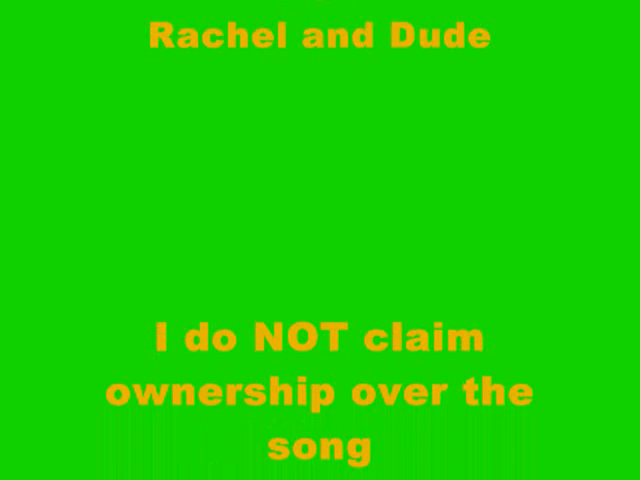 Rachel and Dude
I do NOT claim
ownership over the
song